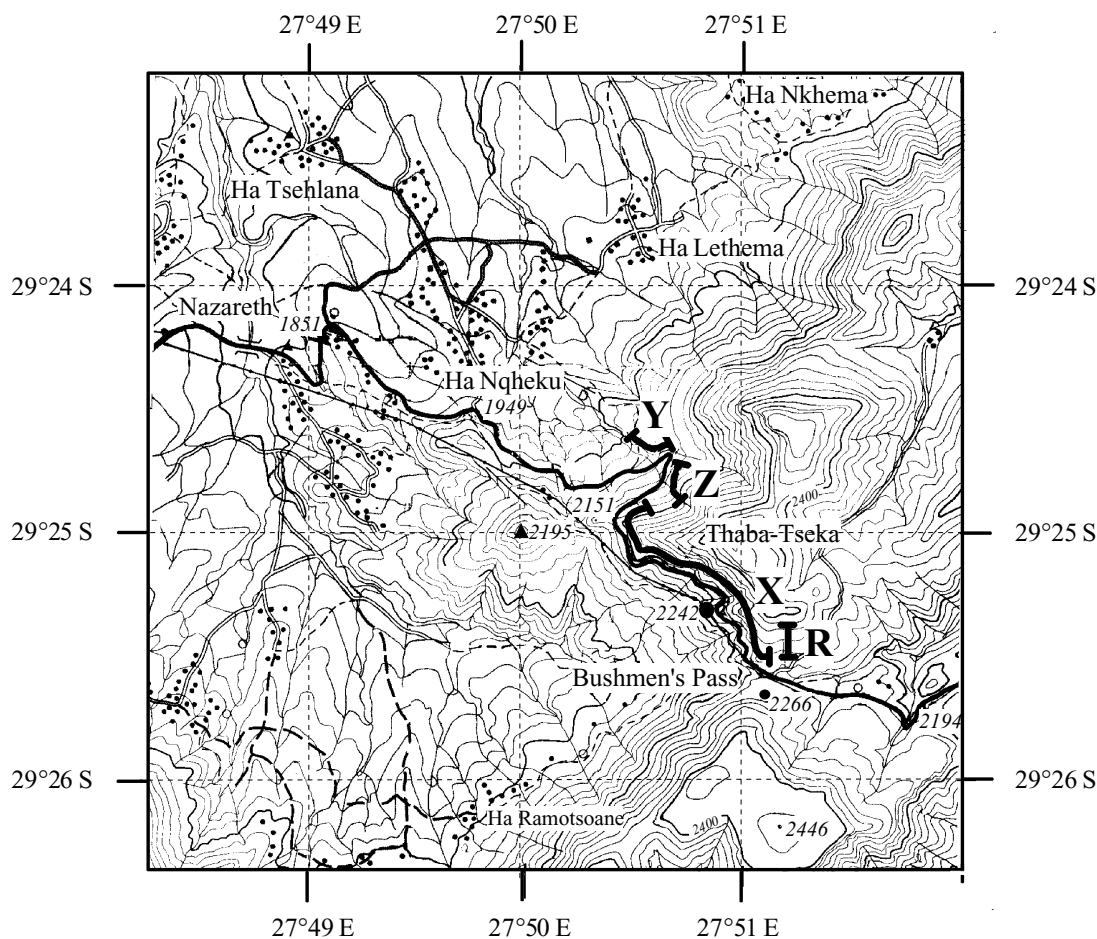 27°49 E
27°50 E
27°51 E
Ha Nkhema
Ha Tsehlana
Ha Lethema
29°24 S
29°24 S
Nazareth
1851
Ha Nqheku
1949
Y
Z
2400
2151
29°25 S
2195
Thaba-Tseka
29°25 S
X
2242
R
Bushmen's Pass
2266
2194
29°26 S
29°26 S
Ha Ramotsoane
2400
2446
27°49 E
27°50 E
27°51 E